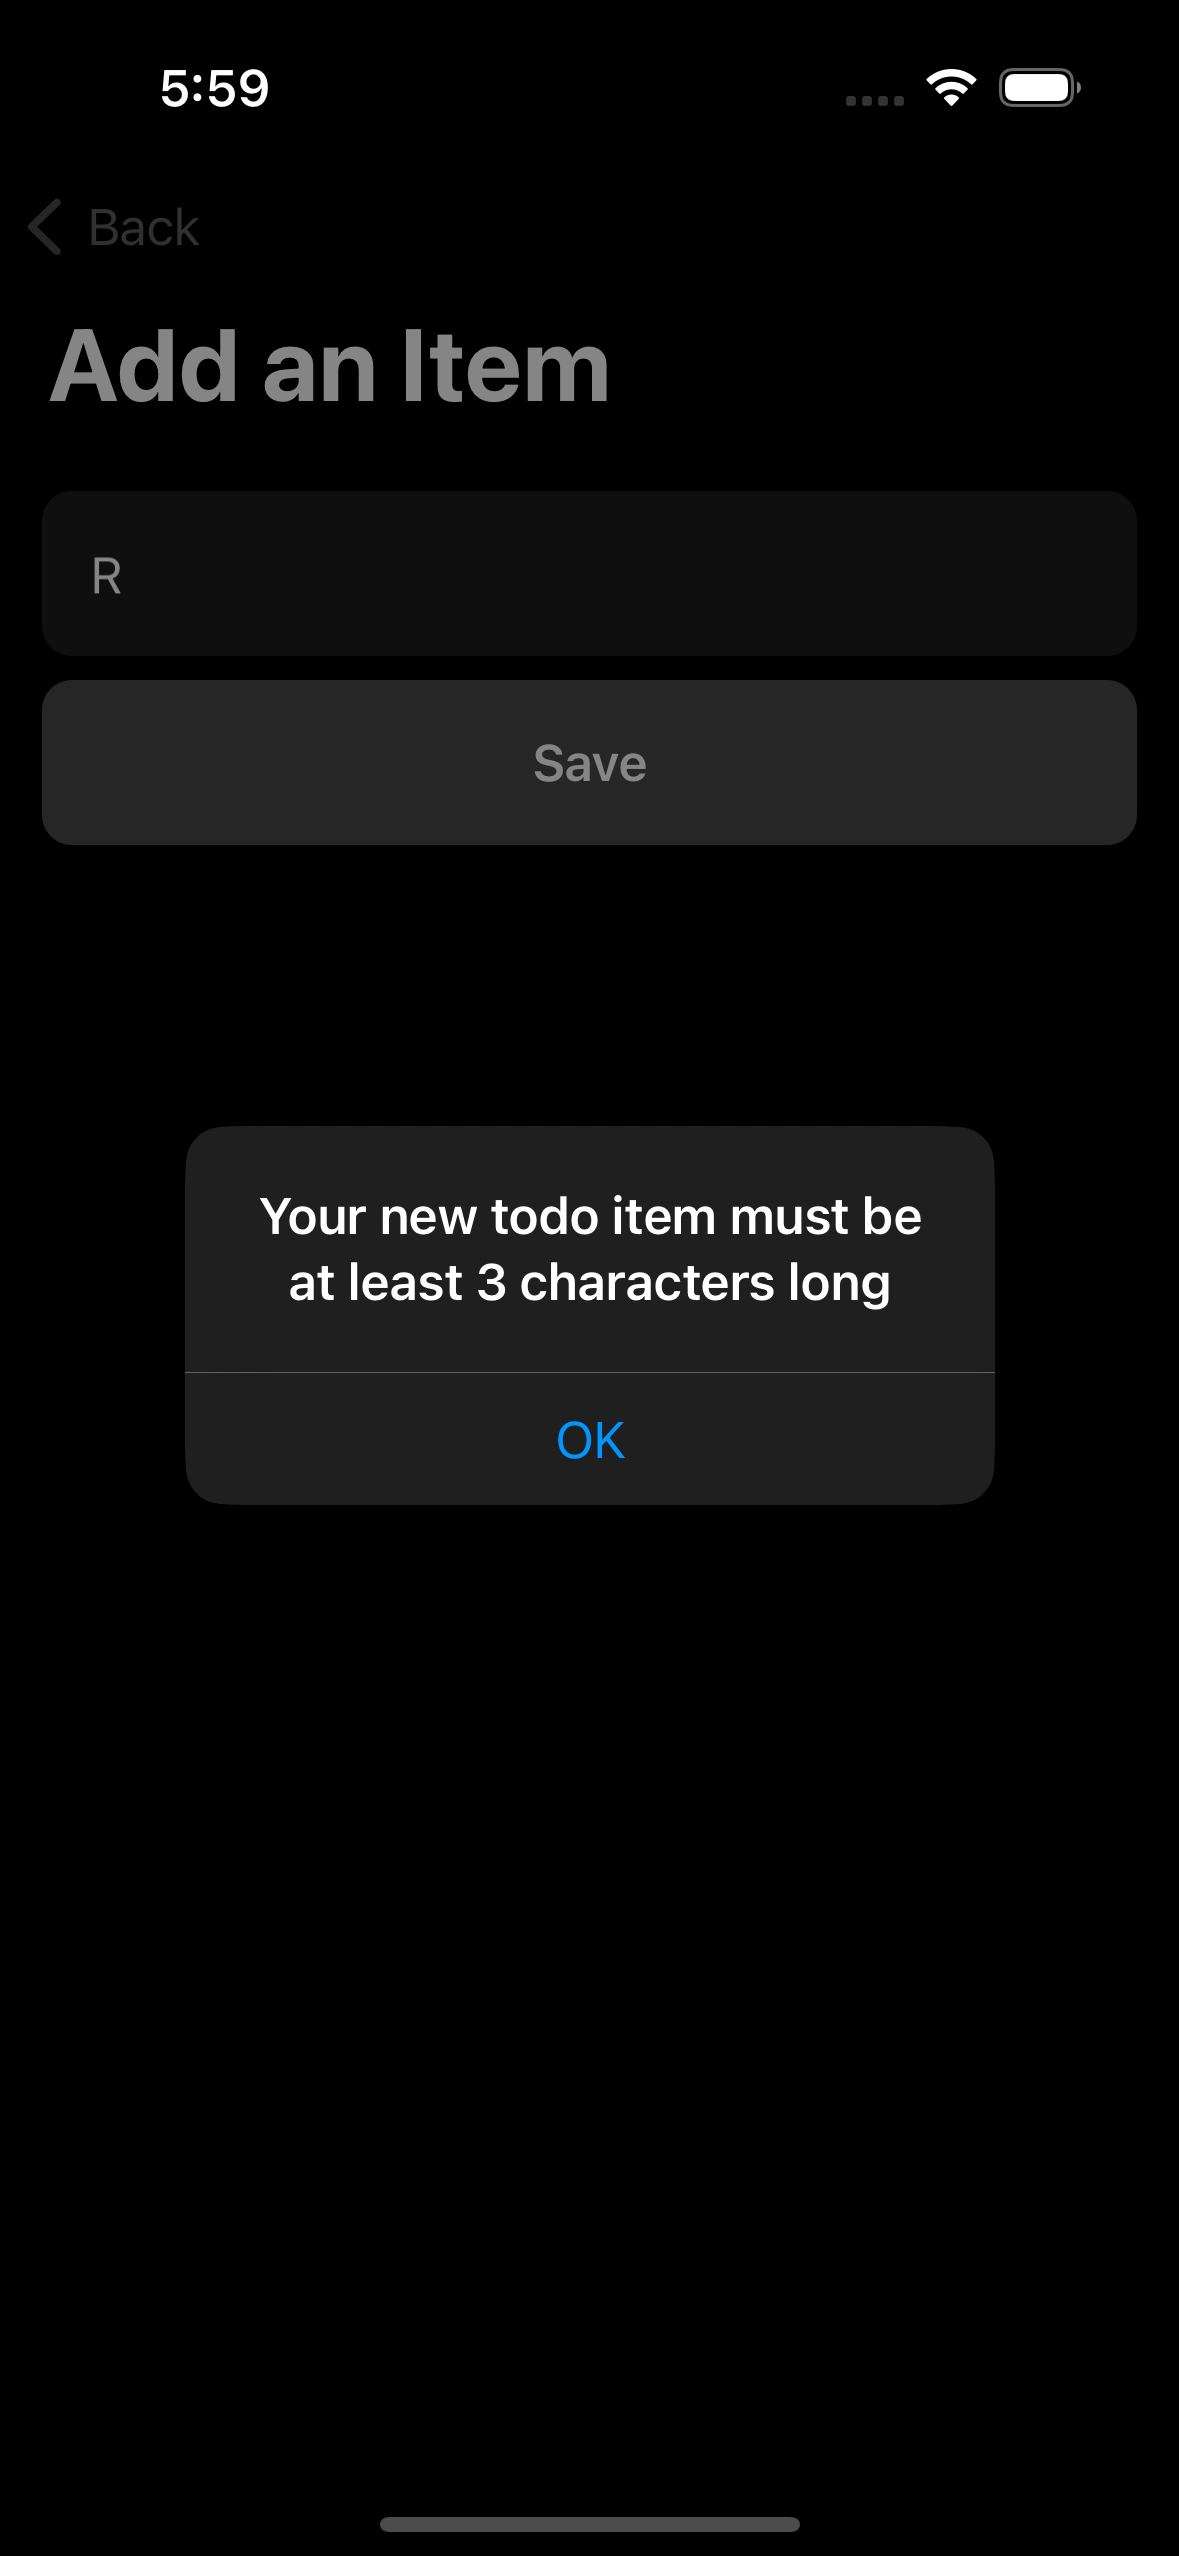 5:59
Back
Add an Item
R
Save
Your new todo item must be
at least 3 characters long
OK